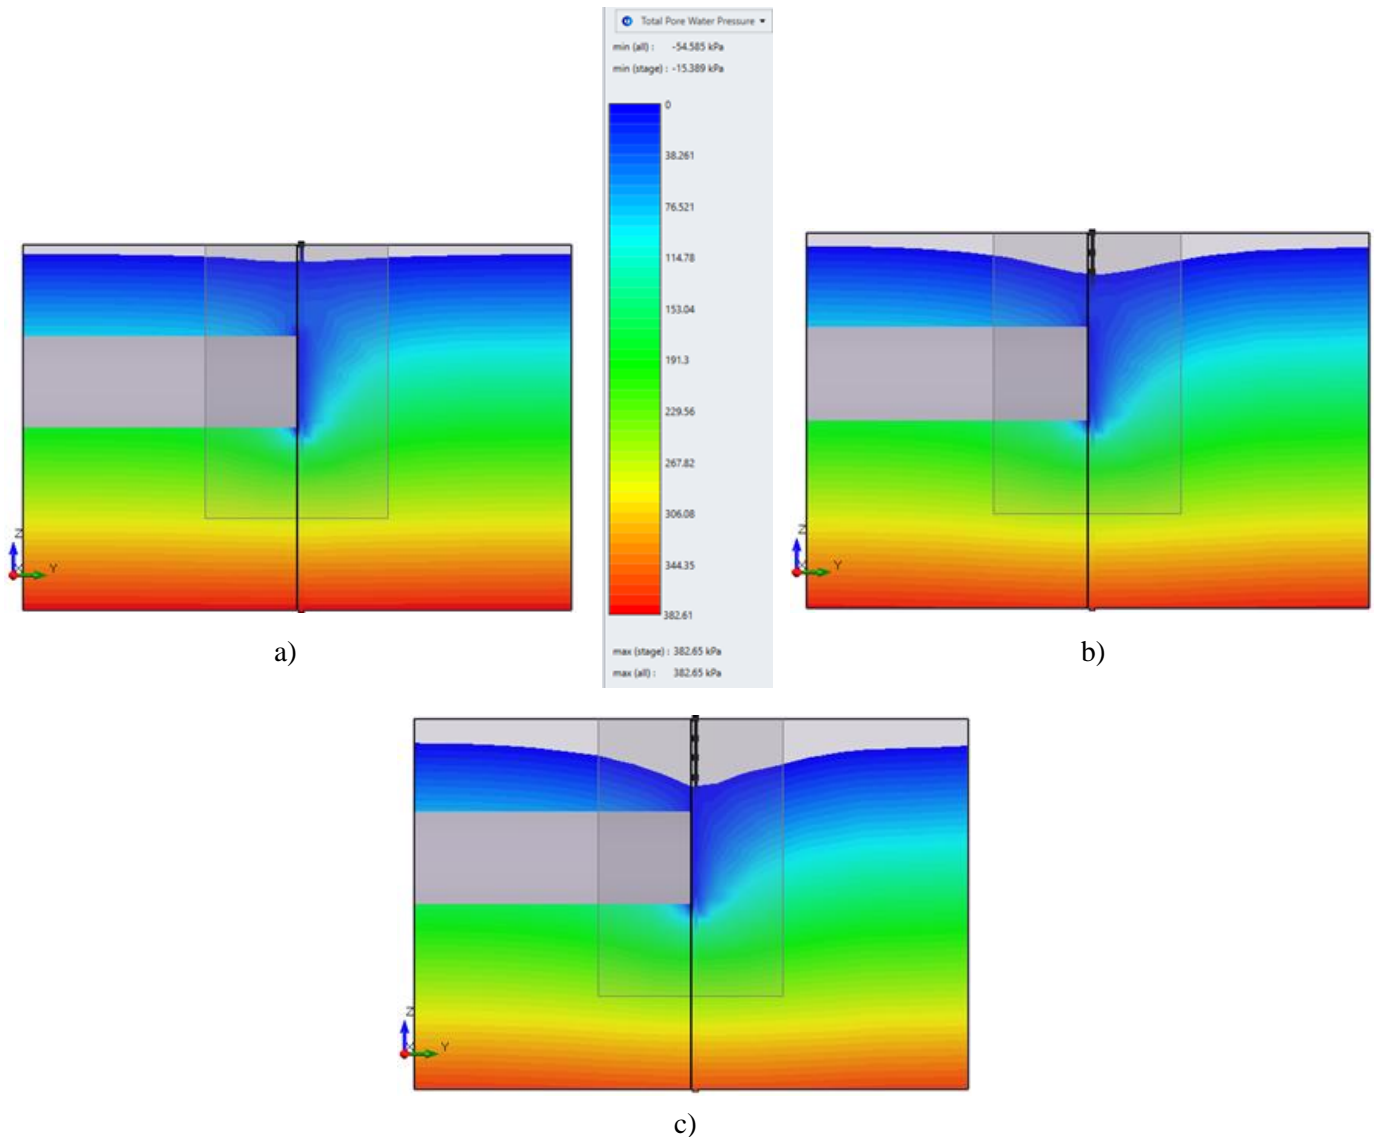 Total Pore Water Pressure
min (all) : -54.585 kPa
min (stage) : -15.389 kPa
0
38.261
76.521
114.78
153.04
191.3
229.56
267.82
306.08
344.35
382.61
max (stage) : 382.65 kPa
max (all) : 382.65 kPa
Z
Y
a)
Z
Y
b)
Z
Y
c)